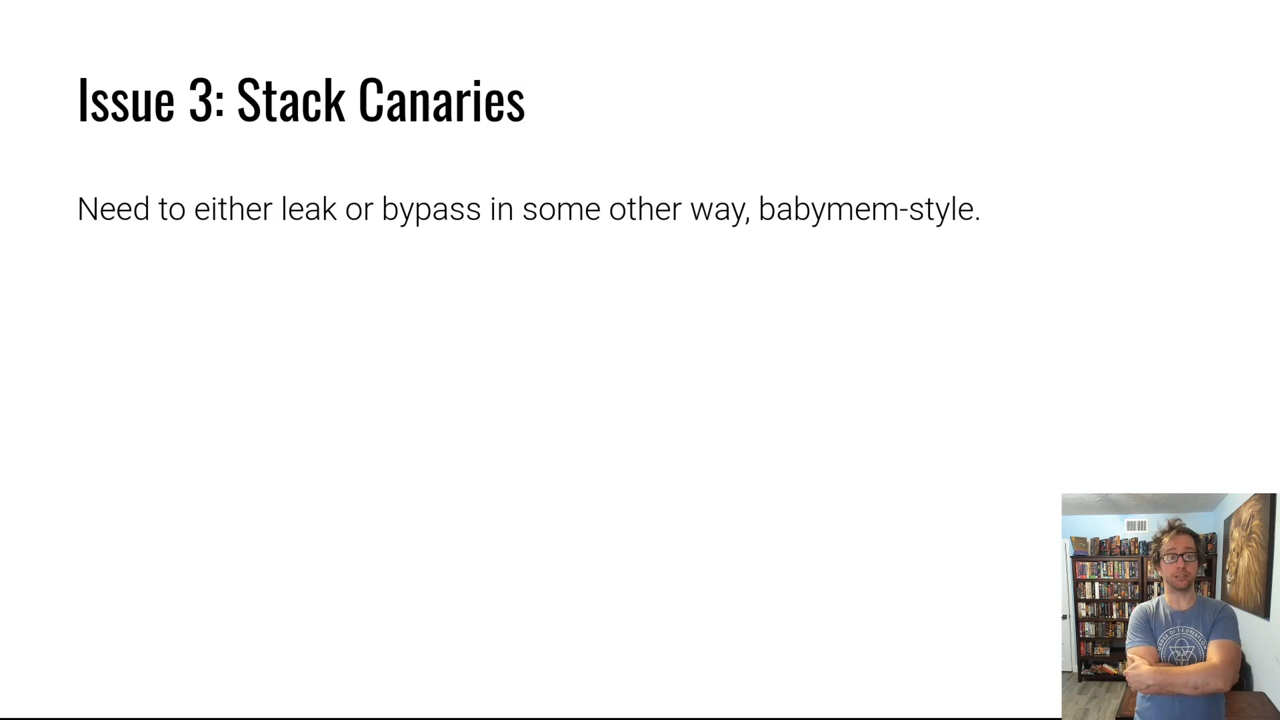 Issue 3: Stack Canaries
Need to either leak or bypass in some other way, babymem-style.